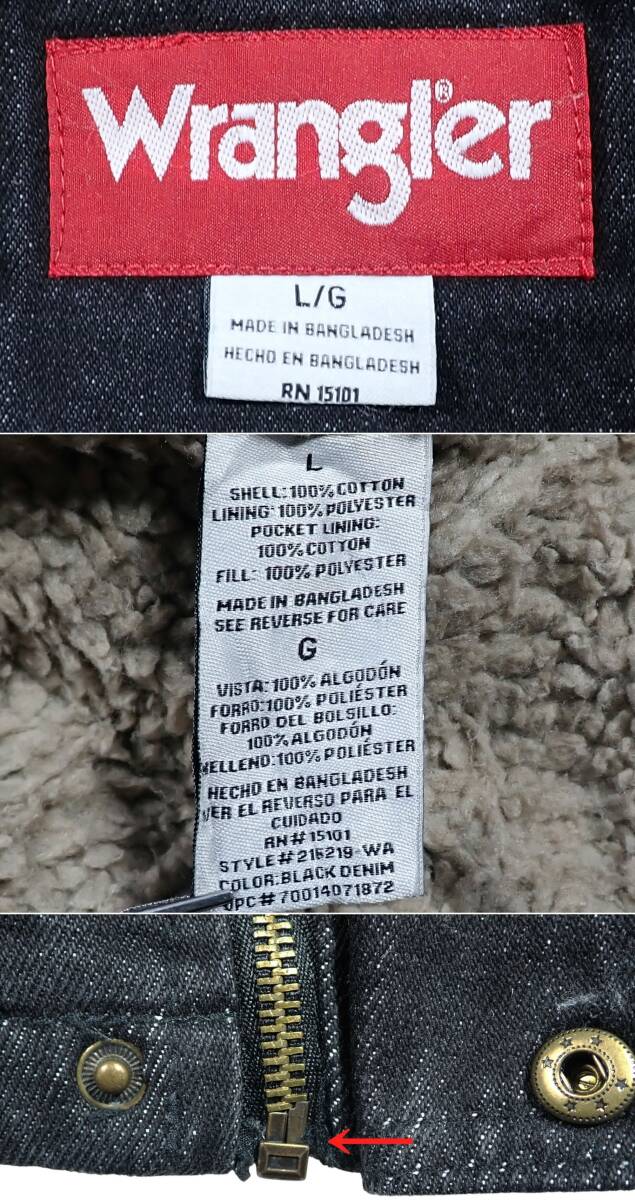 Wrangler®
L/G
MADE IN BANGLADESH
HECHO EN BANGLADESH
RN 15101
L
SHELL:100% COTTON
LINING:100% POLYESTER
POCKET LINING:
100% COTTON
FILL: 100% POLYESTER
MADE IN BANGLADESH
SEE REVERSE FOR CARE
G
VISTA:100% ALGODÓN
FORRO:100% POLIÉSTER
FORRO DEL BOLSILLO:
100% ALGODÓN
RELLENO:100% POLIÉSTER
HECHO EN BANGLADESH
VER EL REVERSO PARA EL
CUIDADO
RN# 15101
STYLE# 216219-WA
COLOR:BLACK DENIM
UPC# 70014071872